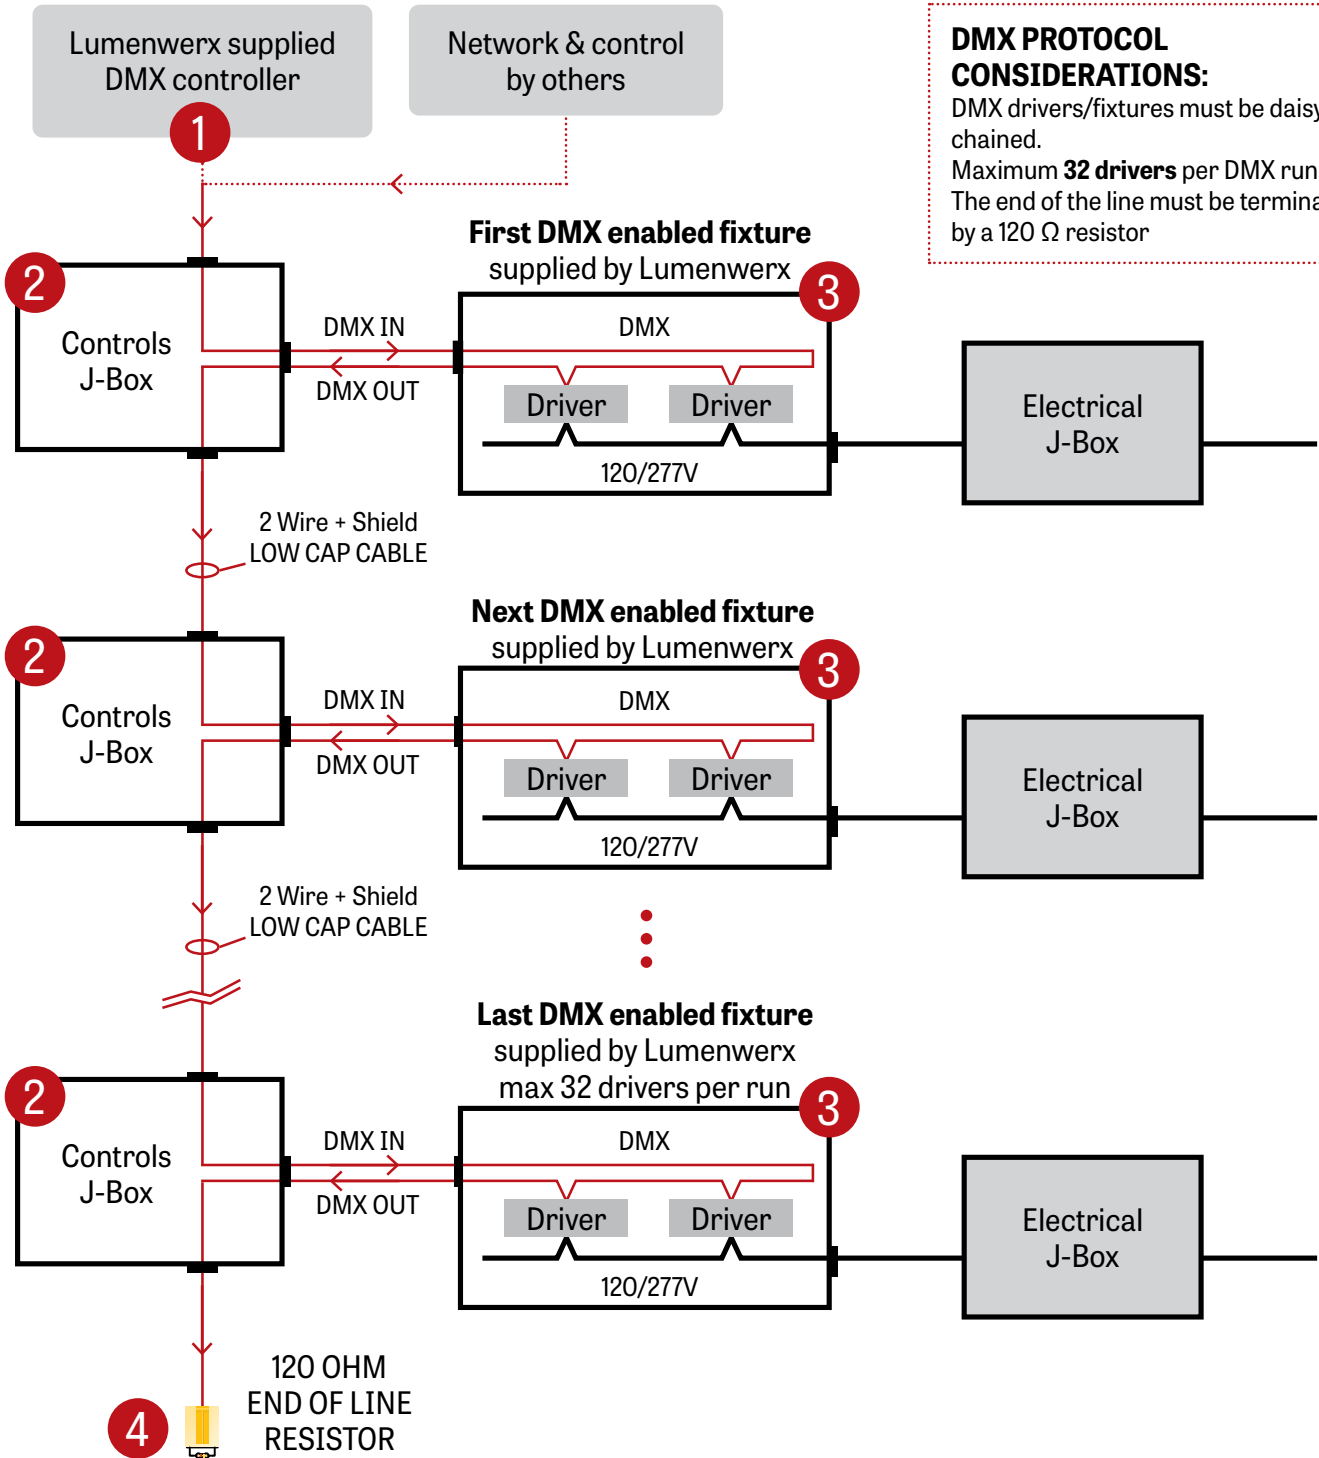 Lumenwerx supplied
DMX controller
1
Network & control
by others
DMX PROTOCOL
CONSIDERATIONS:
DMX drivers/fixtures must be daisy
chained.
Maximum 32 drivers per DMX run
The end of the line must be termina
by a 120 Ω resistor
First DMX enabled fixture
supplied by Lumenwerx
2
Controls
J-Box
DMX IN
DMX OUT
3
DMX
Driver
Driver
120/277V
Electrical
J-Box
2 Wire + Shield
LOW CAP CABLE
Next DMX enabled fixture
supplied by Lumenwerx
2
Controls
J-Box
DMX IN
DMX OUT
3
DMX
Driver
Driver
120/277V
Electrical
J-Box
2 Wire + Shield
LOW CAP CABLE
Last DMX enabled fixture
supplied by Lumenwerx
max 32 drivers per run
2
Controls
J-Box
DMX IN
DMX OUT
3
DMX
Driver
Driver
120/277V
Electrical
J-Box
4
120 OHM
END OF LINE
RESISTOR